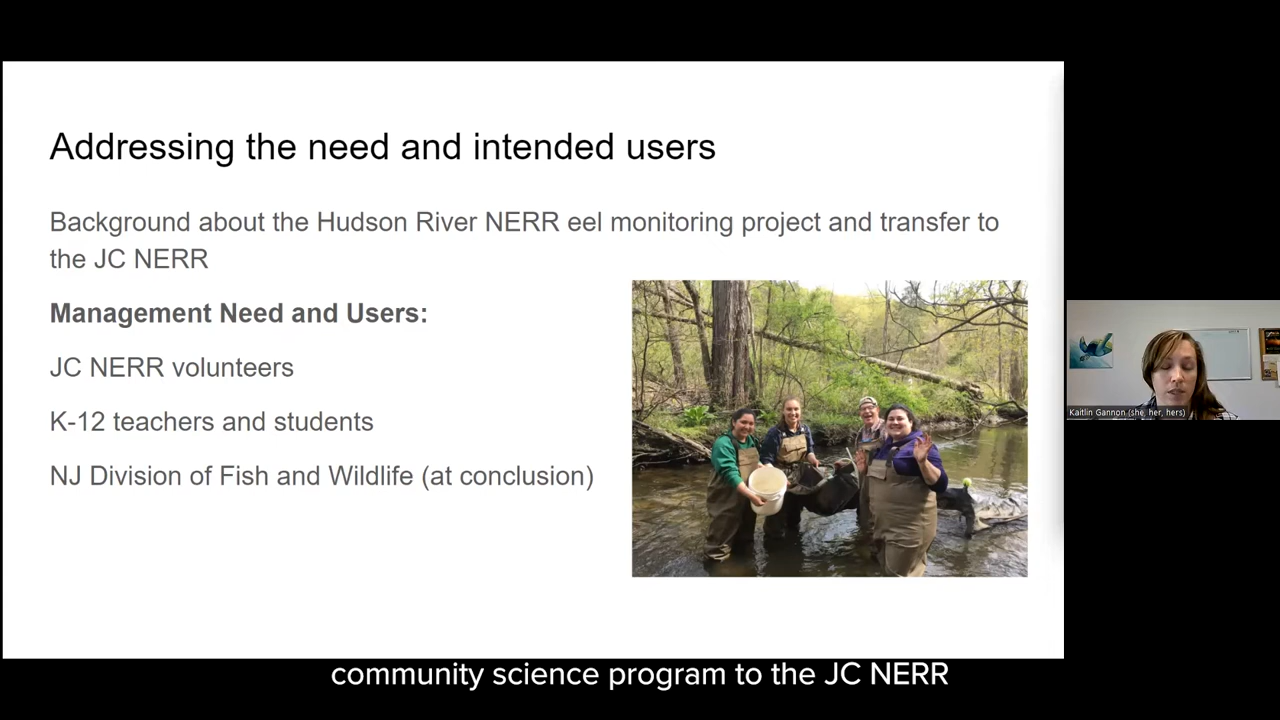 Addressing the need and intended users
Background about the Hudson River NERR eel monitoring project and transfer to
the JC NERR
Management Need and Users:
JC NERR volunteers
K-12 teachers and students
NJ Division of Fish and Wildlife (at conclusion)
Kaitlin Gannon (she, her, hers)
community science program to the JC NERR